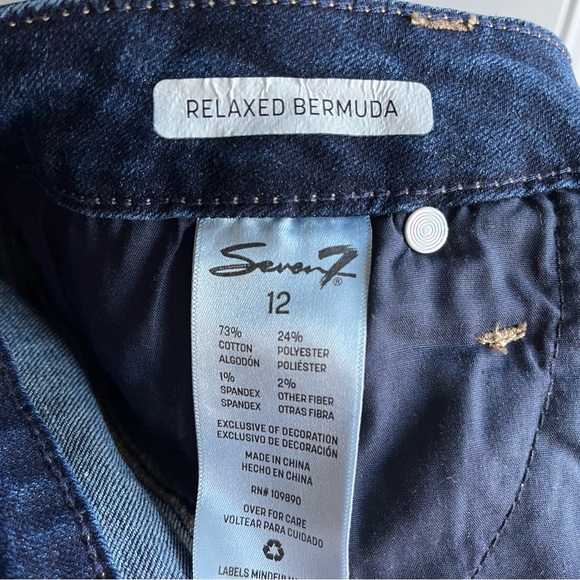 RELAXED BERMUDA
Seven7®
12
73% 24%
COTTON POLYESTER
ALGODÓN POLIÉSTER
1% 2%
SPANDEX OTHER FIBER
SPANDEX OTRAS FIBRA
EXCLUSIVE OF DECORATION
EXCLUSIVO DE DECORACIÓN
MADE IN CHINA
HECHO EN CHINA
RN# 109890
OVER FOR CARE
VOLTEAR PARA CUIDADO
LABELS